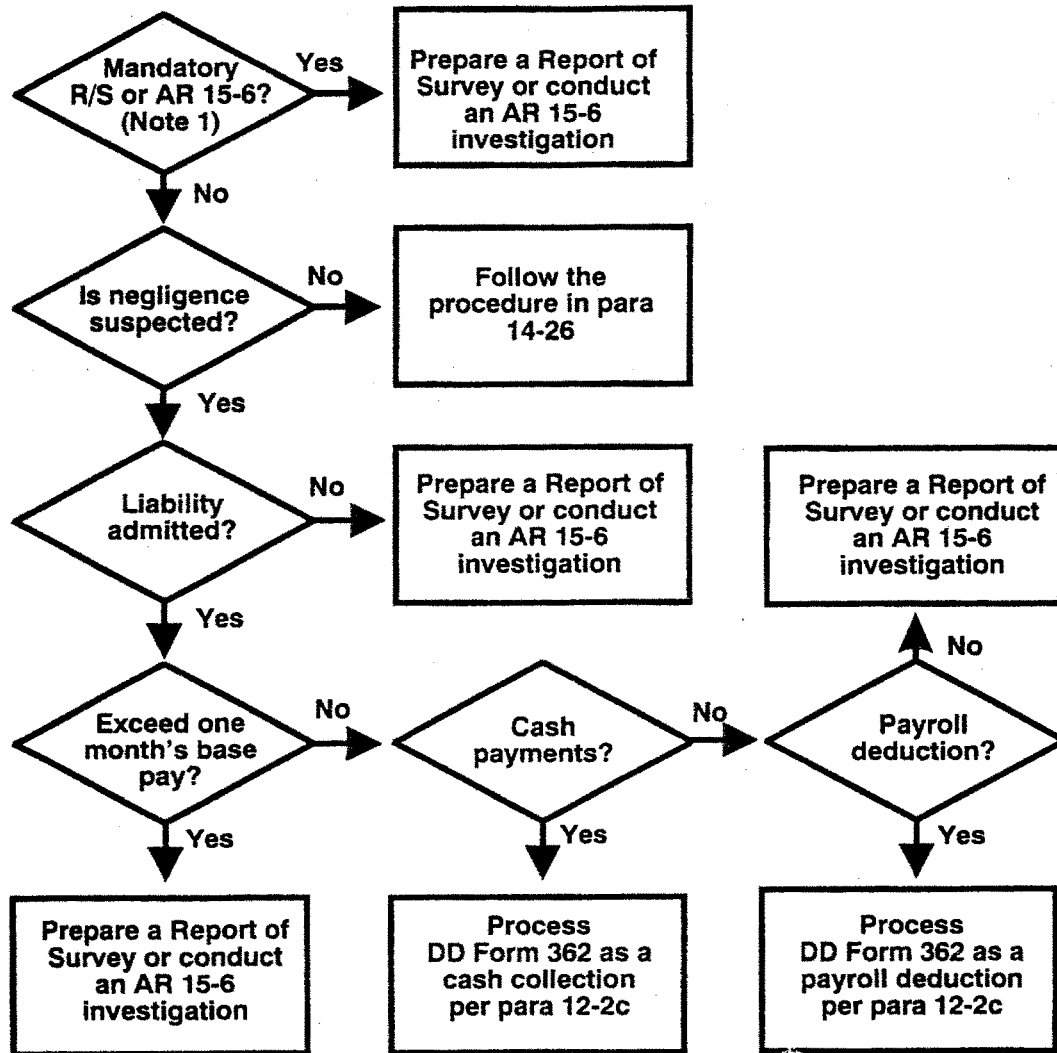 Mandatory
R/S or AR 15-6?
(Note 1)
Yes
Prepare a Report of
Survey or conduct
an AR 15-6
investigation
No
Is negligence
suspected?
No
Follow the
procedure in para
14-26
Yes
Liability
admitted?
No
Prepare a Report of
Survey or conduct
an AR 15-6
investigation
Prepare a Report of
Survey or conduct
an AR 15-6
investigation
Yes
No
Exceed one
month's base
pay?
No
Cash
payments?
No
Payroll
deduction?
Yes
Yes
Yes
Prepare a Report of
Survey or conduct
an AR 15-6
investigation
Process
DD Form 362 as a
cash collection
per para 12-2c
Process
DD Form 362 as a
payroll deduction
per para 12-2c